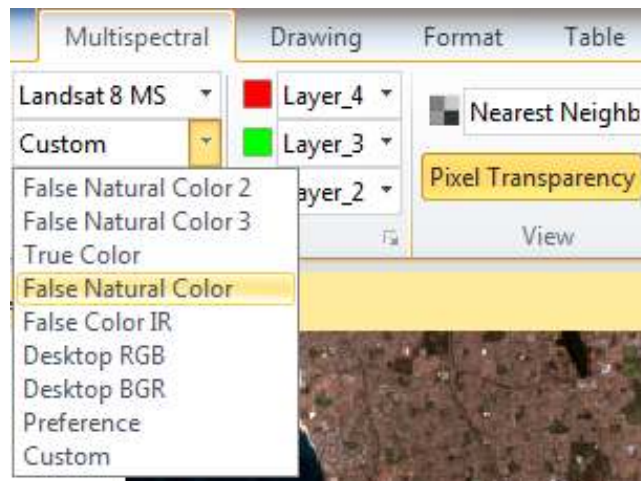 Multispectral Drawing Format Table
Landsat 8 MS Layer_4
Nearest Neighb
Custom Layer_3
False Natural Color 2 ayer_2 Pixel Transparency
False Natural Color 3
True Color View
False Natural Color
False Color IR
Desktop RGB
Desktop BGR
Preference
Custom